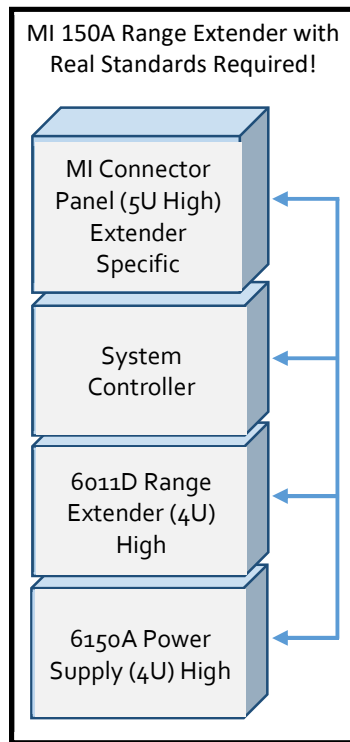 MI 150A Range Extender with
Real Standards Required!
MI Connector
Panel (5U High)
Extender
Specific
System
Controller
6011D Range
Extender (4U)
High
6150A Power
Supply (4U) High